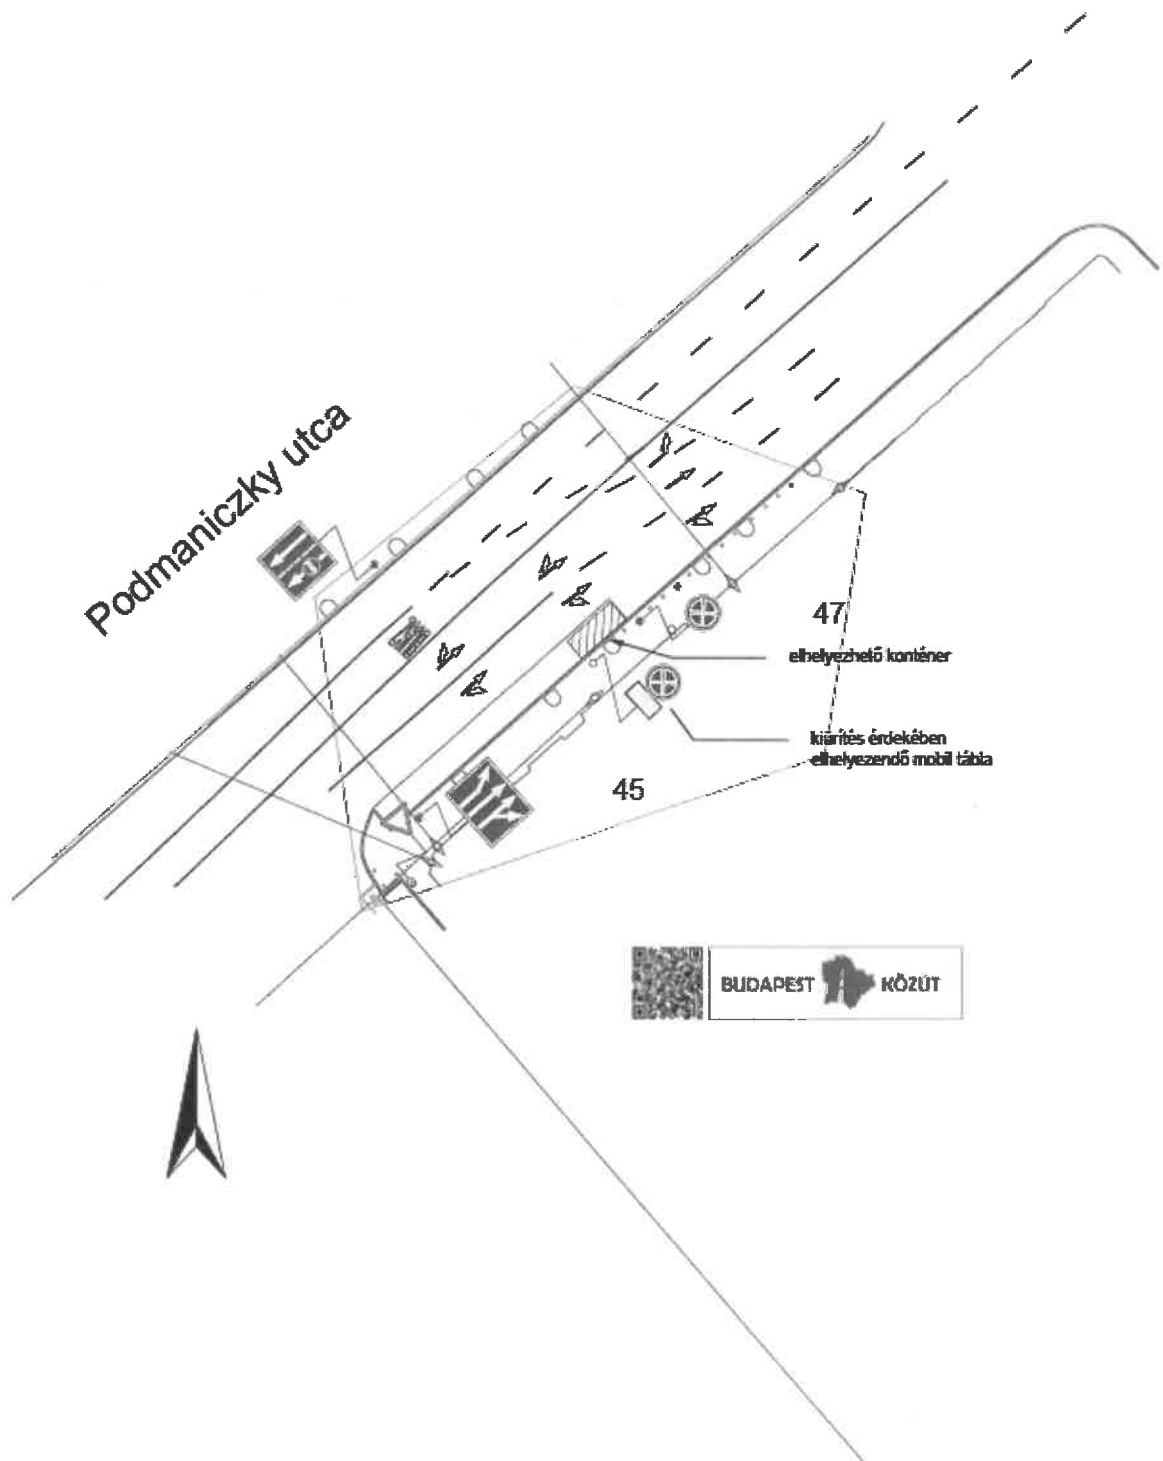 Podmaniczky utca
47
elhelyezhető konténer
kiürítés érdekében
elhelyezendő mobil tábla
45
BUDAPEST KÖZÚT